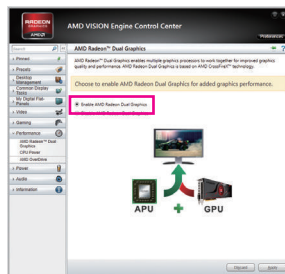 RADEON
GRAPHICS
AMD
AMD VISION Engine Control Center
Preferences
Search
Pinned
Presets
Desktop
Management
Common Display
Tasks
My Digital Flat-
Panels
Video
Gaming
Performance
AMD Radeon™ Dual
Graphics
CPU Power
AMD OverDrive
Power
Audio
Information
AMD Radeon™ Dual Graphics
AMD Radeon™ Dual Graphics enables multiple graphics processors to work together for improved graphics
quality and performance. AMD Radeon Dual Graphics is based on AMD CrossFire™ technology.
Choose to enable AMD Radeon Dual Graphics for added graphics performance.
Enable AMD Radeon Dual Graphics
APU + GPU
Discard
Apply